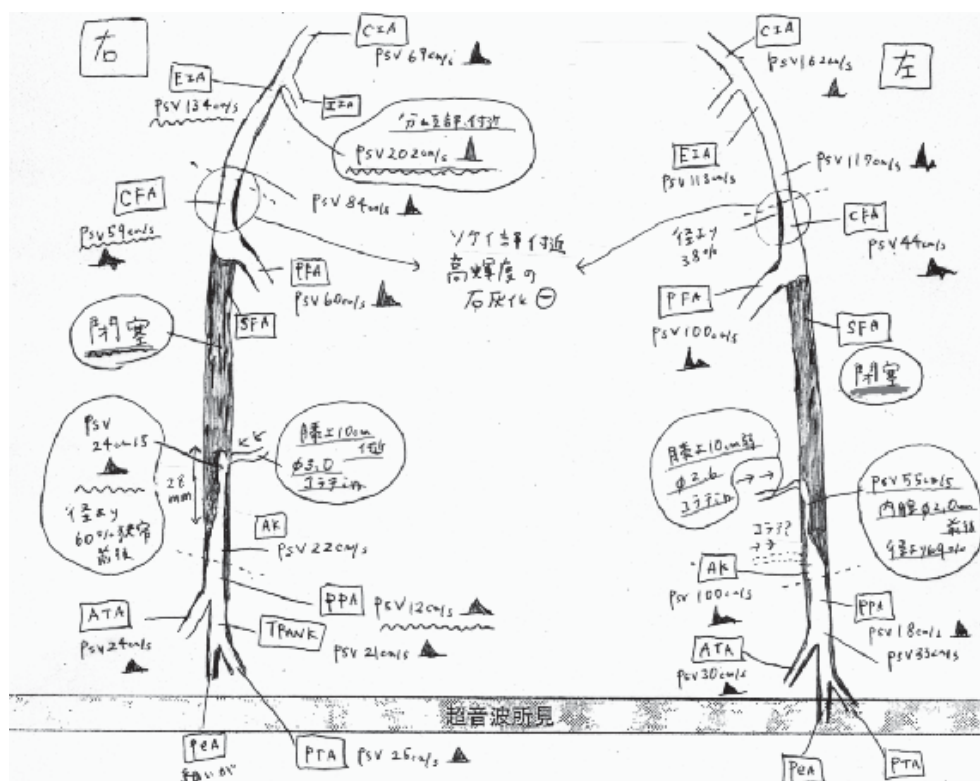 右
CIA
PSV 69cm/s
EIA
PSV 134cm/s
IIA
分岐部付近
PSV 202cm/s
PSV 84cm/s
CFA
PSV 59cm/s
PFA
PSV 60cm/s
SFA
閉塞
PSV
24cm/s
径より
60%狭窄
前後
28
mm
膝上10cm
付近
φ3.0
コラテラル
AK
PSV 22cm/s
PPA
PSV 12cm/s
ATA
PSV 24cm/s
TRANK
PSV 21cm/s
PeA
細いが
PTA
PSV 26cm/s
ソケイ部付近
高輝度の
石灰化⊖
左
CIA
PSV 162cm/s
EIA
PSV 113cm/s
PSV 117cm/s
径より
38%
CFA
PSV 44cm/s
PFA
PSV 100cm/s
SFA
閉塞
膝上10cm弱
φ2.6
コラテラル
PSV 55cm/s
内腔φ2.0mm
前後
径より69%
コラテラ
AK
PSV 100cm/s
PPA
PSV 18cm/s
PSV 33cm/s
ATA
PSV 30cm/s
超音波所見
PeA
PTA